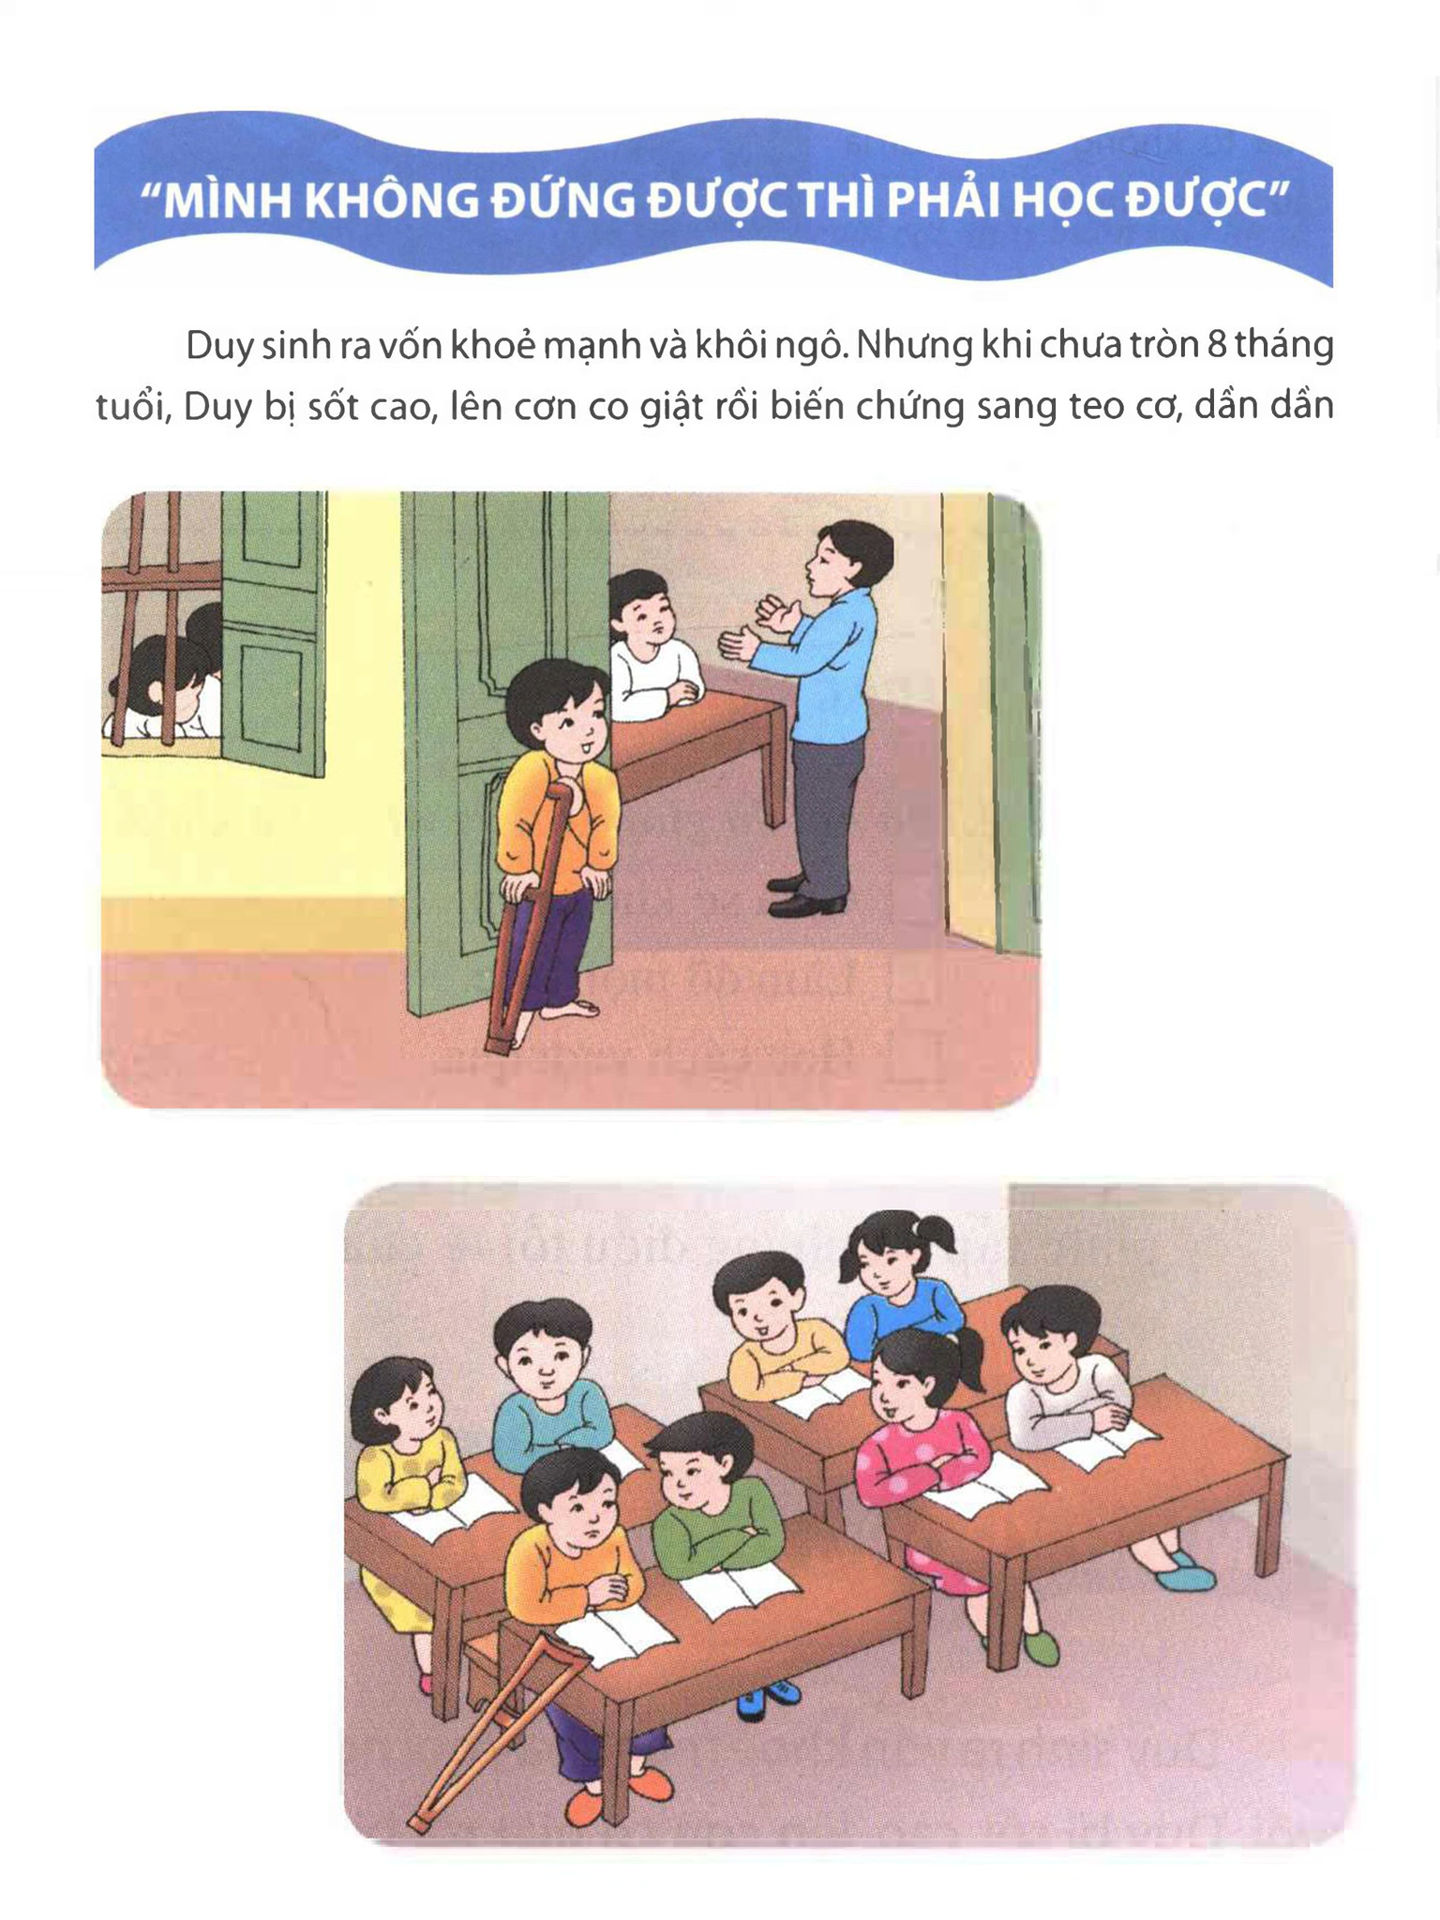 “MÌNH KHÔNG ĐỨNG ĐƯỢC THÌ PHẢI HỌC ĐƯỢC”
Duy sinh ra vốn khoẻ mạnh và khôi ngô. Nhưng khi chưa tròn 8 tháng
tuổi, Duy bị sốt cao, lên cơn co giật rồi biến chứng sang teo cơ, dần dần